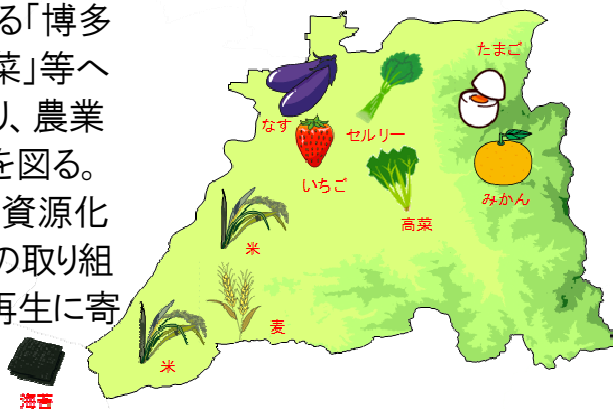 る「博多
菜」等へ
り、農業
を図る。
資源化
の取り組
再生に寄
たまご
なす
セルリー
いちご
みかん
高菜
米
麦
米
海苔